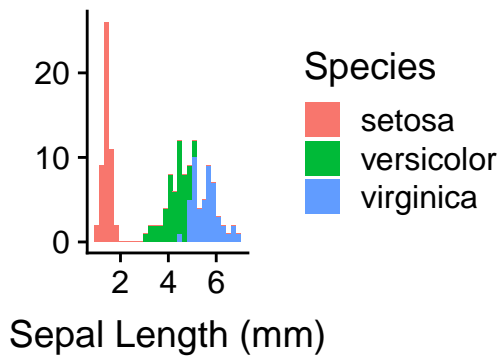 20
10
0
2 4 6
Sepal Length (mm)
Species
setosa
versicolor
virginica